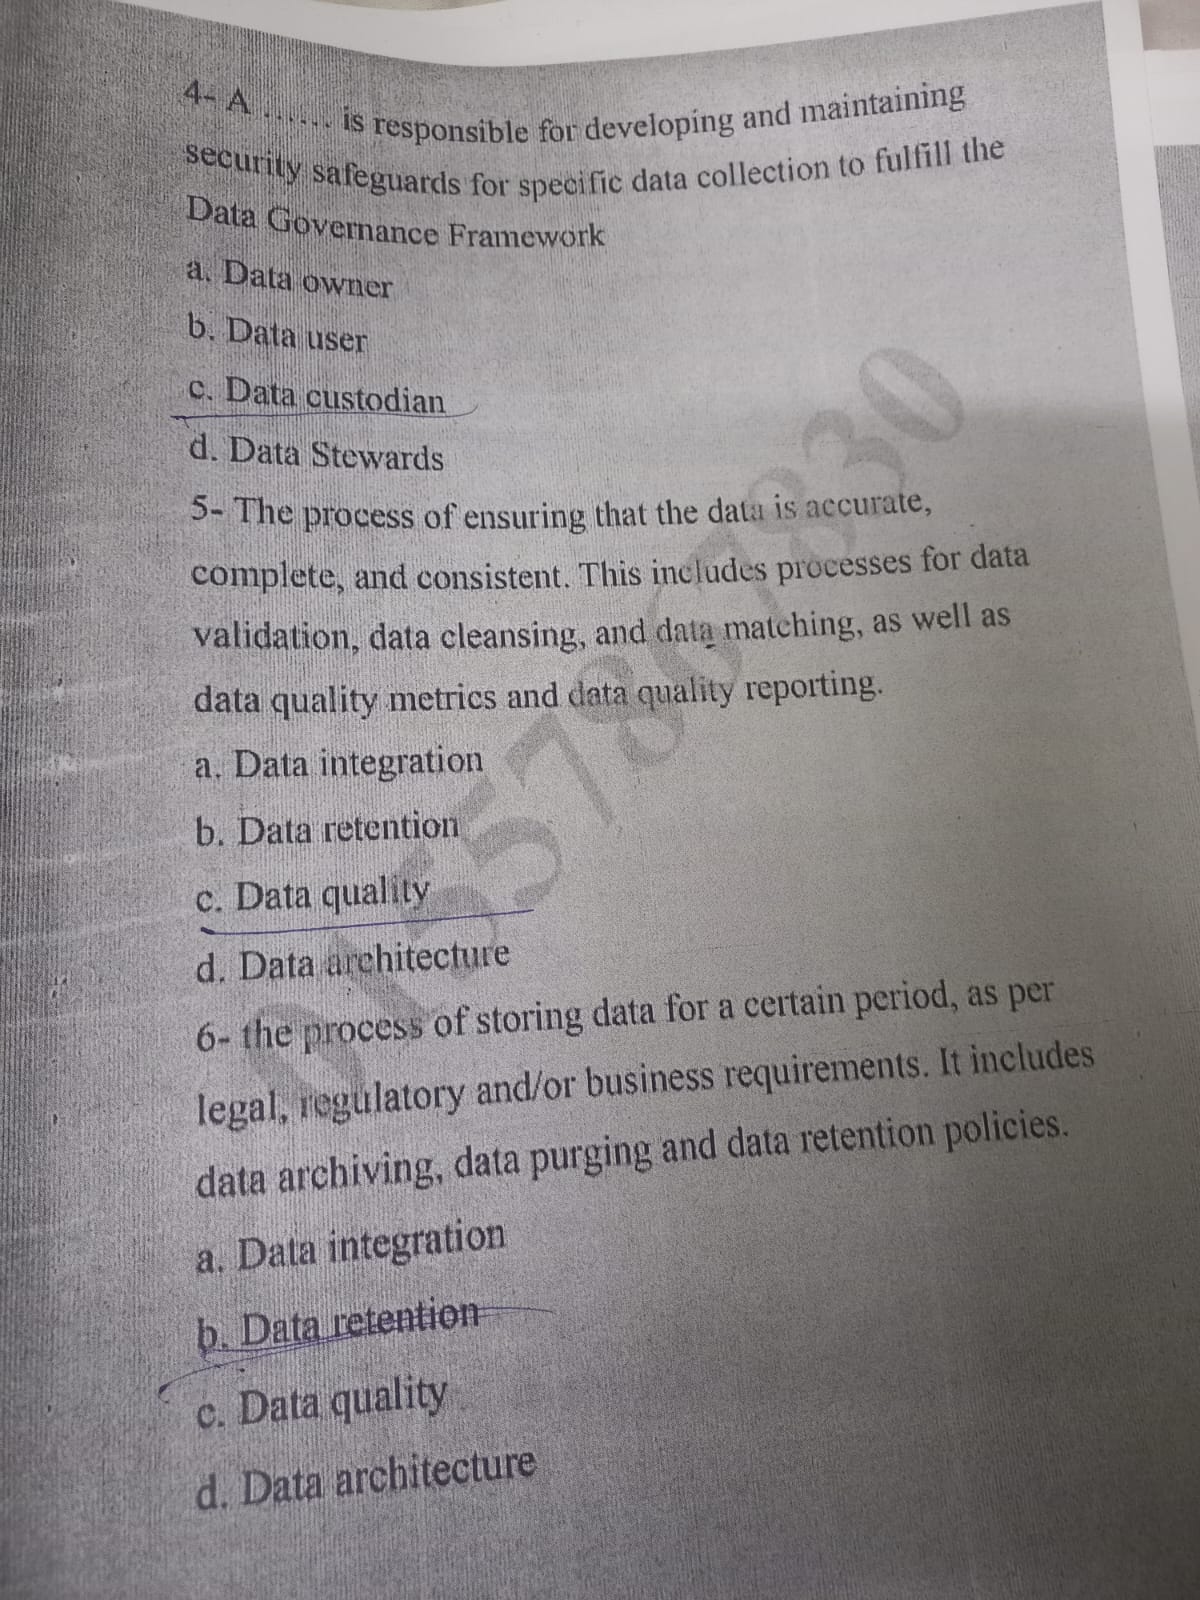 4- A ...... is responsible for developing and maintaining
security safeguards for specific data collection to fulfill the
Data Governance Framework
a. Data owner
b. Data user
c. Data custodian
d. Data Stewards
5- The process of ensuring that the data is accurate,
complete, and consistent. This includes processes for data
validation, data cleansing, and data matching, as well as
data quality metrics and data quality reporting.
a. Data integration
b. Data retention
c. Data quality
d. Data architecture
6- the process of storing data for a certain period, as per
legal, regulatory and/or business requirements. It includes
data archiving, data purging and data retention policies.
a. Data integration
b. Data retention
c. Data quality
d. Data architecture